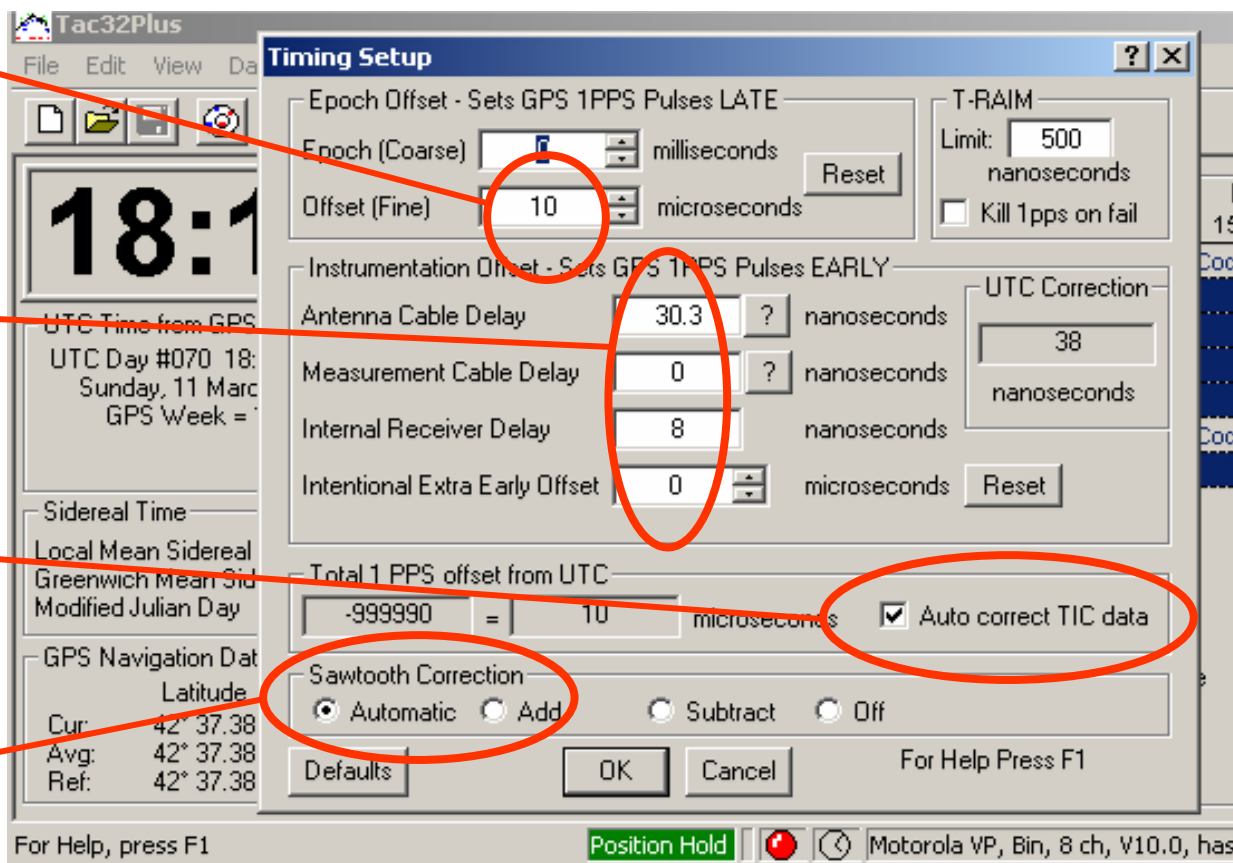 Tac32Plus
File Edit View Da
Timing Setup
Epoch Offset - Sets GPS 1PPS Pulses LATE
Epoch (Coarse) 0 milliseconds
Reset
Offset (Fine) 10 microseconds
T-RAIM
Limit: 500
nanoseconds
Kill 1pps on fail
18:1
15
Coc
Instrumentation Offset - Sets GPS 1PPS Pulses EARLY
Antenna Cable Delay 30.3 ? nanoseconds
Measurement Cable Delay 0 ? nanoseconds
Internal Receiver Delay 8 nanoseconds
Intentional Extra Early Offset 0 microseconds Reset
UTC Correction
38
nanoseconds
Coc
UTC Time from GPS
UTC Day #070 18:
Sunday, 11 Marc
GPS Week =
Sidereal Time
Local Mean Sidereal
Greenwich Mean Sid
Modified Julian Day
Total 1 PPS offset from UTC
-999990 = 10 microseconds
Auto correct TIC data
GPS Navigation Dat
Latitude
Cur: 42° 37.38
Avg: 42° 37.38
Ref: 42° 37.38
Sawtooth Correction
Automatic Add Subtract Off
Defaults OK Cancel For Help Press F1
For Help, press F1
Position Hold
Motorola VP, Bin, 8 ch, V10.0, has